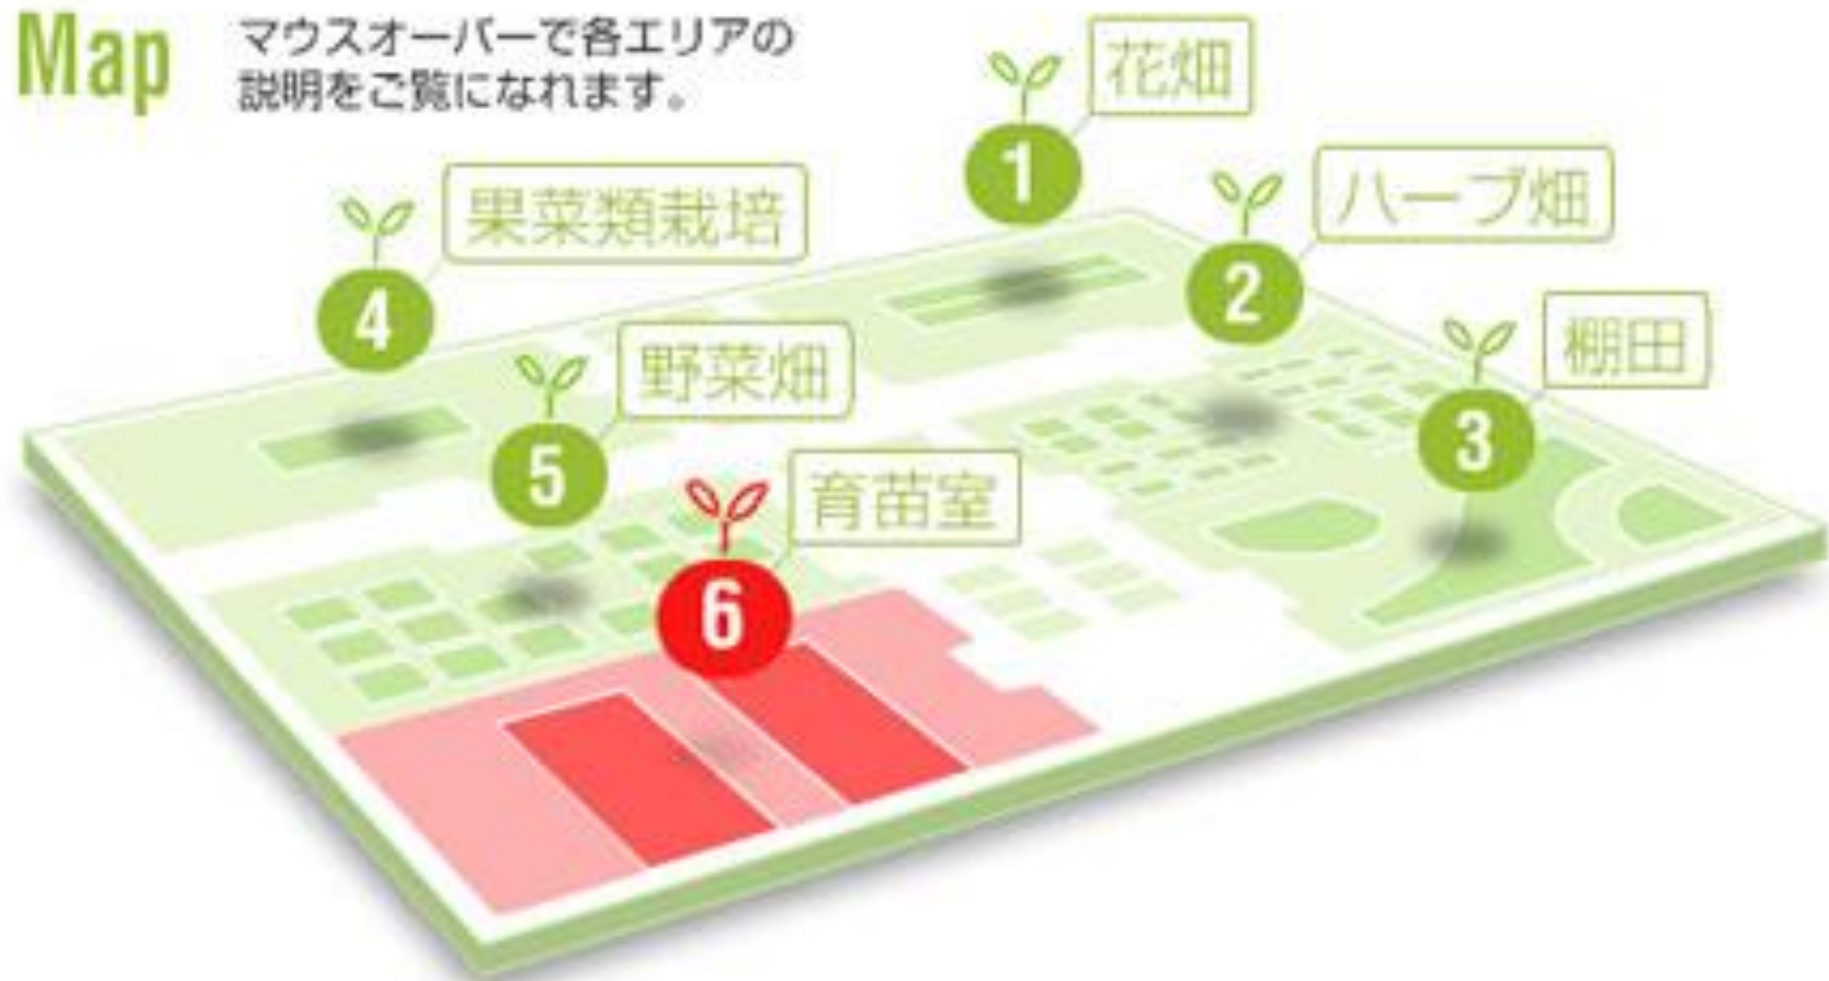 Map
マウスオーバーで各エリアの
説明をご覧になれます。
1 花畑
2 ハーブ畑
3 棚田
4 果菜類栽培
5 野菜畑
6 育苗室